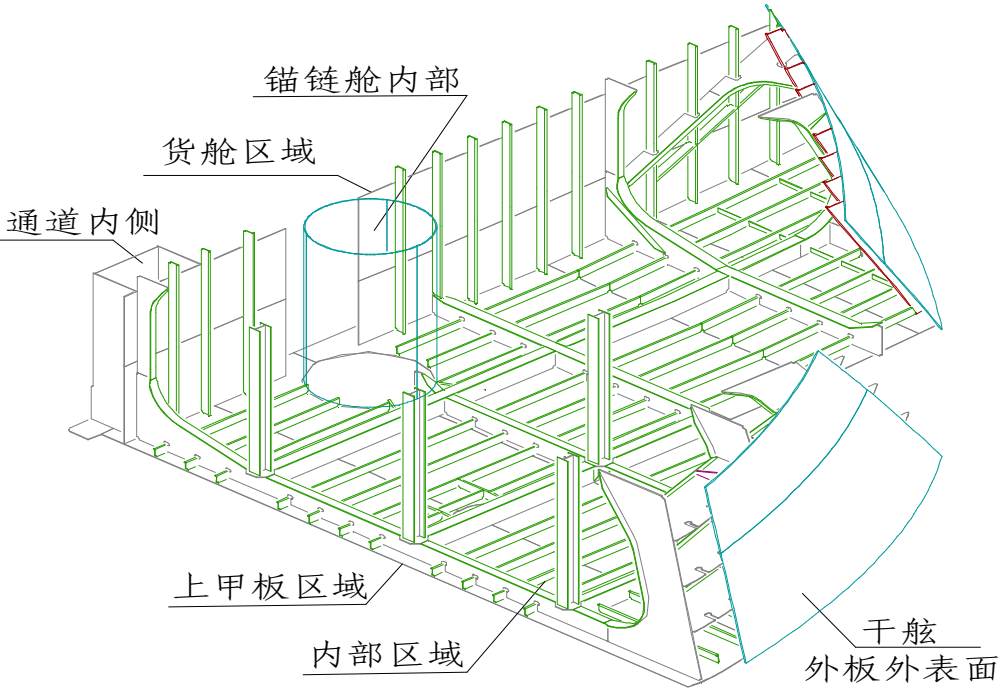 锚链舱内部
货舱区域
通道内侧
上甲板区域
内部区域
干舷
外板外表面